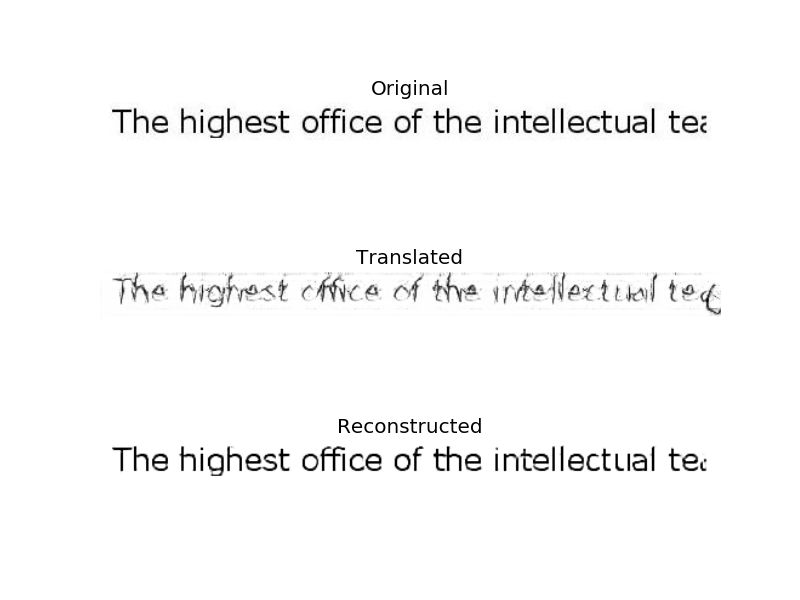 Original
The highest office of the intellectual tea
Translated
The highest office of the intellectual tea
Reconstructed
The highest office of the intellectual tea